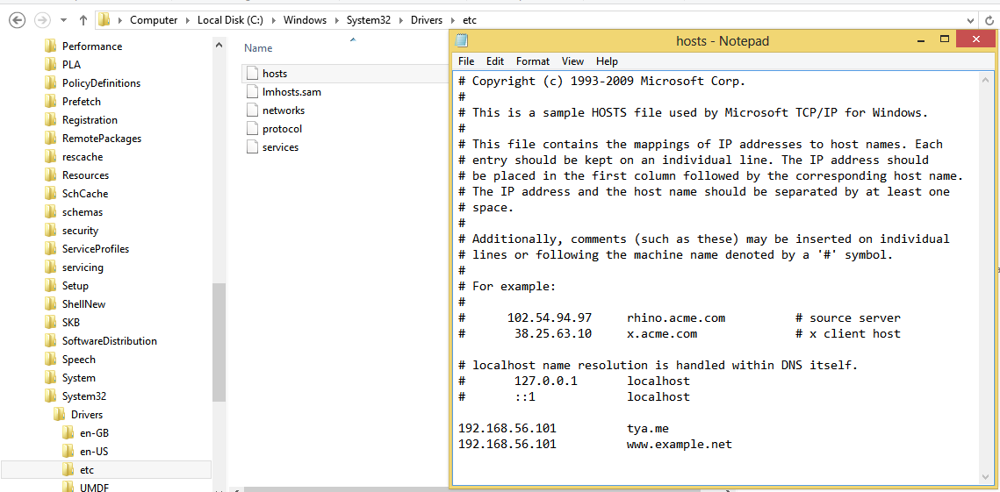 Computer Local Disk (C:) Windows System32 Drivers etc
Performance
PLA
PolicyDefinitions
Prefetch
Registration
RemotePackages
rescache
Resources
SchCache
schemas
security
ServiceProfiles
servicing
Setup
ShellNew
SKB
SoftwareDistribution
Speech
System
System32
Drivers
en-GB
en-US
etc
UMDF
Name
hosts
lmhosts.sam
networks
protocol
services
hosts - Notepad
File Edit Format View Help
# Copyright (c) 1993-2009 Microsoft Corp.
#
# This is a sample HOSTS file used by Microsoft TCP/IP for Windows.
#
# This file contains the mappings of IP addresses to host names. Each
# entry should be kept on an individual line. The IP address should
# be placed in the first column followed by the corresponding host name.
# The IP address and the host name should be separated by at least one
# space.
#
# Additionally, comments (such as these) may be inserted on individual
# lines or following the machine name denoted by a '#' symbol.
#
# For example:
#
# 102.54.94.97 rhino.acme.com # source server
# 38.25.63.10 x.acme.com # x client host
# localhost name resolution is handled within DNS itself.
# 127.0.0.1 localhost
# ::1 localhost
192.168.56.101 tya.me
192.168.56.101 www.example.net